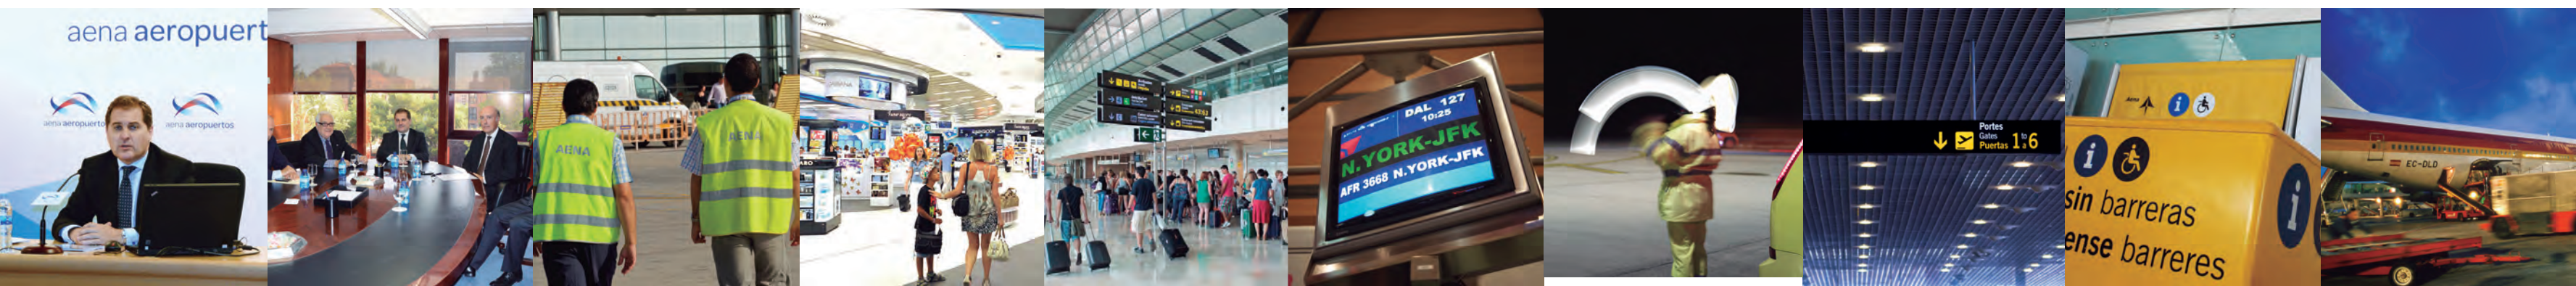 aena aeropuert
aena aeropuertos
aena aeropuertos
AENA
AENA
DAL 127
10:25
N.YORK-JFK
AFR 3668 N.YORK-JFK
Portes
Gates
Puertas 1 to a 6
Aena
i
i
i
sin barreras
ense barreres
EC-DLD